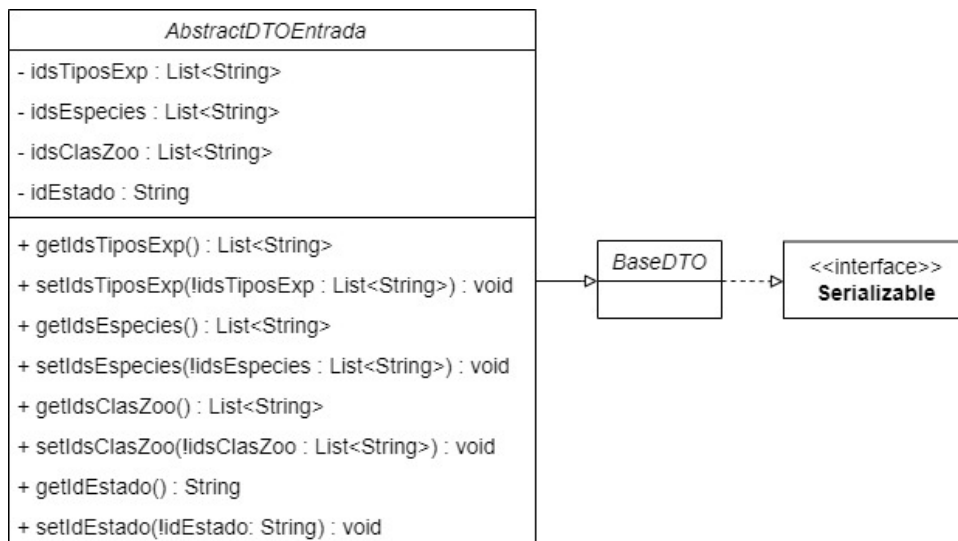 AbstractDTOEntrada
- idsTiposExp : List<String>
- idsEspecies : List<String>
- idsClasZoo : List<String>
- idEstado : String
+ getIdsTiposExp() : List<String>
+ setIdsTiposExp(!idsTiposExp : List<String>) : void
+ getIdsEspecies() : List<String>
+ setIdsEspecies(!idsEspecies : List<String>) : void
+ getIdsClasZoo() : List<String>
+ setIdsClasZoo(!idsClasZoo : List<String>) : void
+ getIdEstado() : String
+ setIdEstado(!idEstado: String) : void
BaseDTO
<<interface>>
Serializable